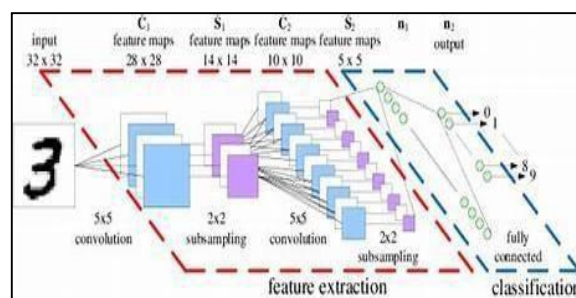 C₁ S₁ C₂ S₂ n₁ n₂
input feature maps feature maps feature maps feature maps output
32 x 32 28 x 28 14 x 14 10 x 10 5 x 5
3
0
1
8
9
5x5 2x2 5x5 2x2 fully
convolution subsampling convolution subsampling connected
feature extraction classification